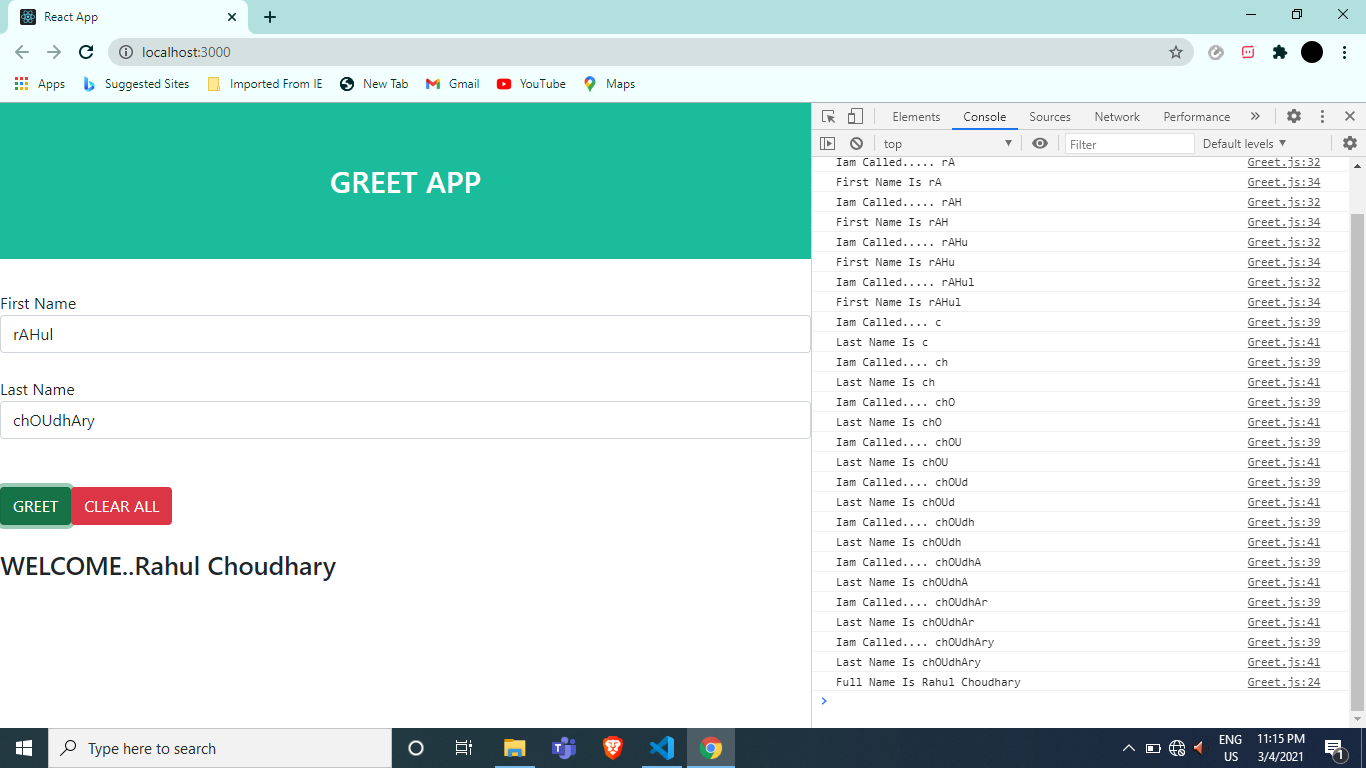 React App
localhost:3000
Apps Suggested Sites Imported From IE New Tab Gmail YouTube Maps
GREET APP
First Name
rAHul
Last Name
chOUdhAry
GREET CLEAR ALL
WELCOME..Rahul Choudhary
Elements Console Sources Network Performance »
top Filter Default levels
Iam Called..... rA Greet.js:32
First Name Is rA Greet.js:34
Iam Called..... rAH Greet.js:32
First Name Is rAH Greet.js:34
Iam Called..... rAHu Greet.js:32
First Name Is rAHu Greet.js:34
Iam Called..... rAHul Greet.js:32
First Name Is rAHul Greet.js:34
Iam Called.... c Greet.js:39
Last Name Is c Greet.js:41
Iam Called.... ch Greet.js:39
Last Name Is ch Greet.js:41
Iam Called.... chO Greet.js:39
Last Name Is chO Greet.js:41
Iam Called.... chOU Greet.js:39
Last Name Is chOU Greet.js:41
Iam Called.... chOUd Greet.js:39
Last Name Is chOUd Greet.js:41
Iam Called.... chOUdh Greet.js:39
Last Name Is chOUdh Greet.js:41
Iam Called.... chOUdhA Greet.js:39
Last Name Is chOUdhA Greet.js:41
Iam Called.... chOUdhAr Greet.js:39
Last Name Is chOUdhAr Greet.js:41
Iam Called.... chOUdhAry Greet.js:39
Last Name Is chOUdhAry Greet.js:41
Full Name Is Rahul Choudhary Greet.js:24
Type here to search
ENG 11:15 PM
US 3/4/2021 1